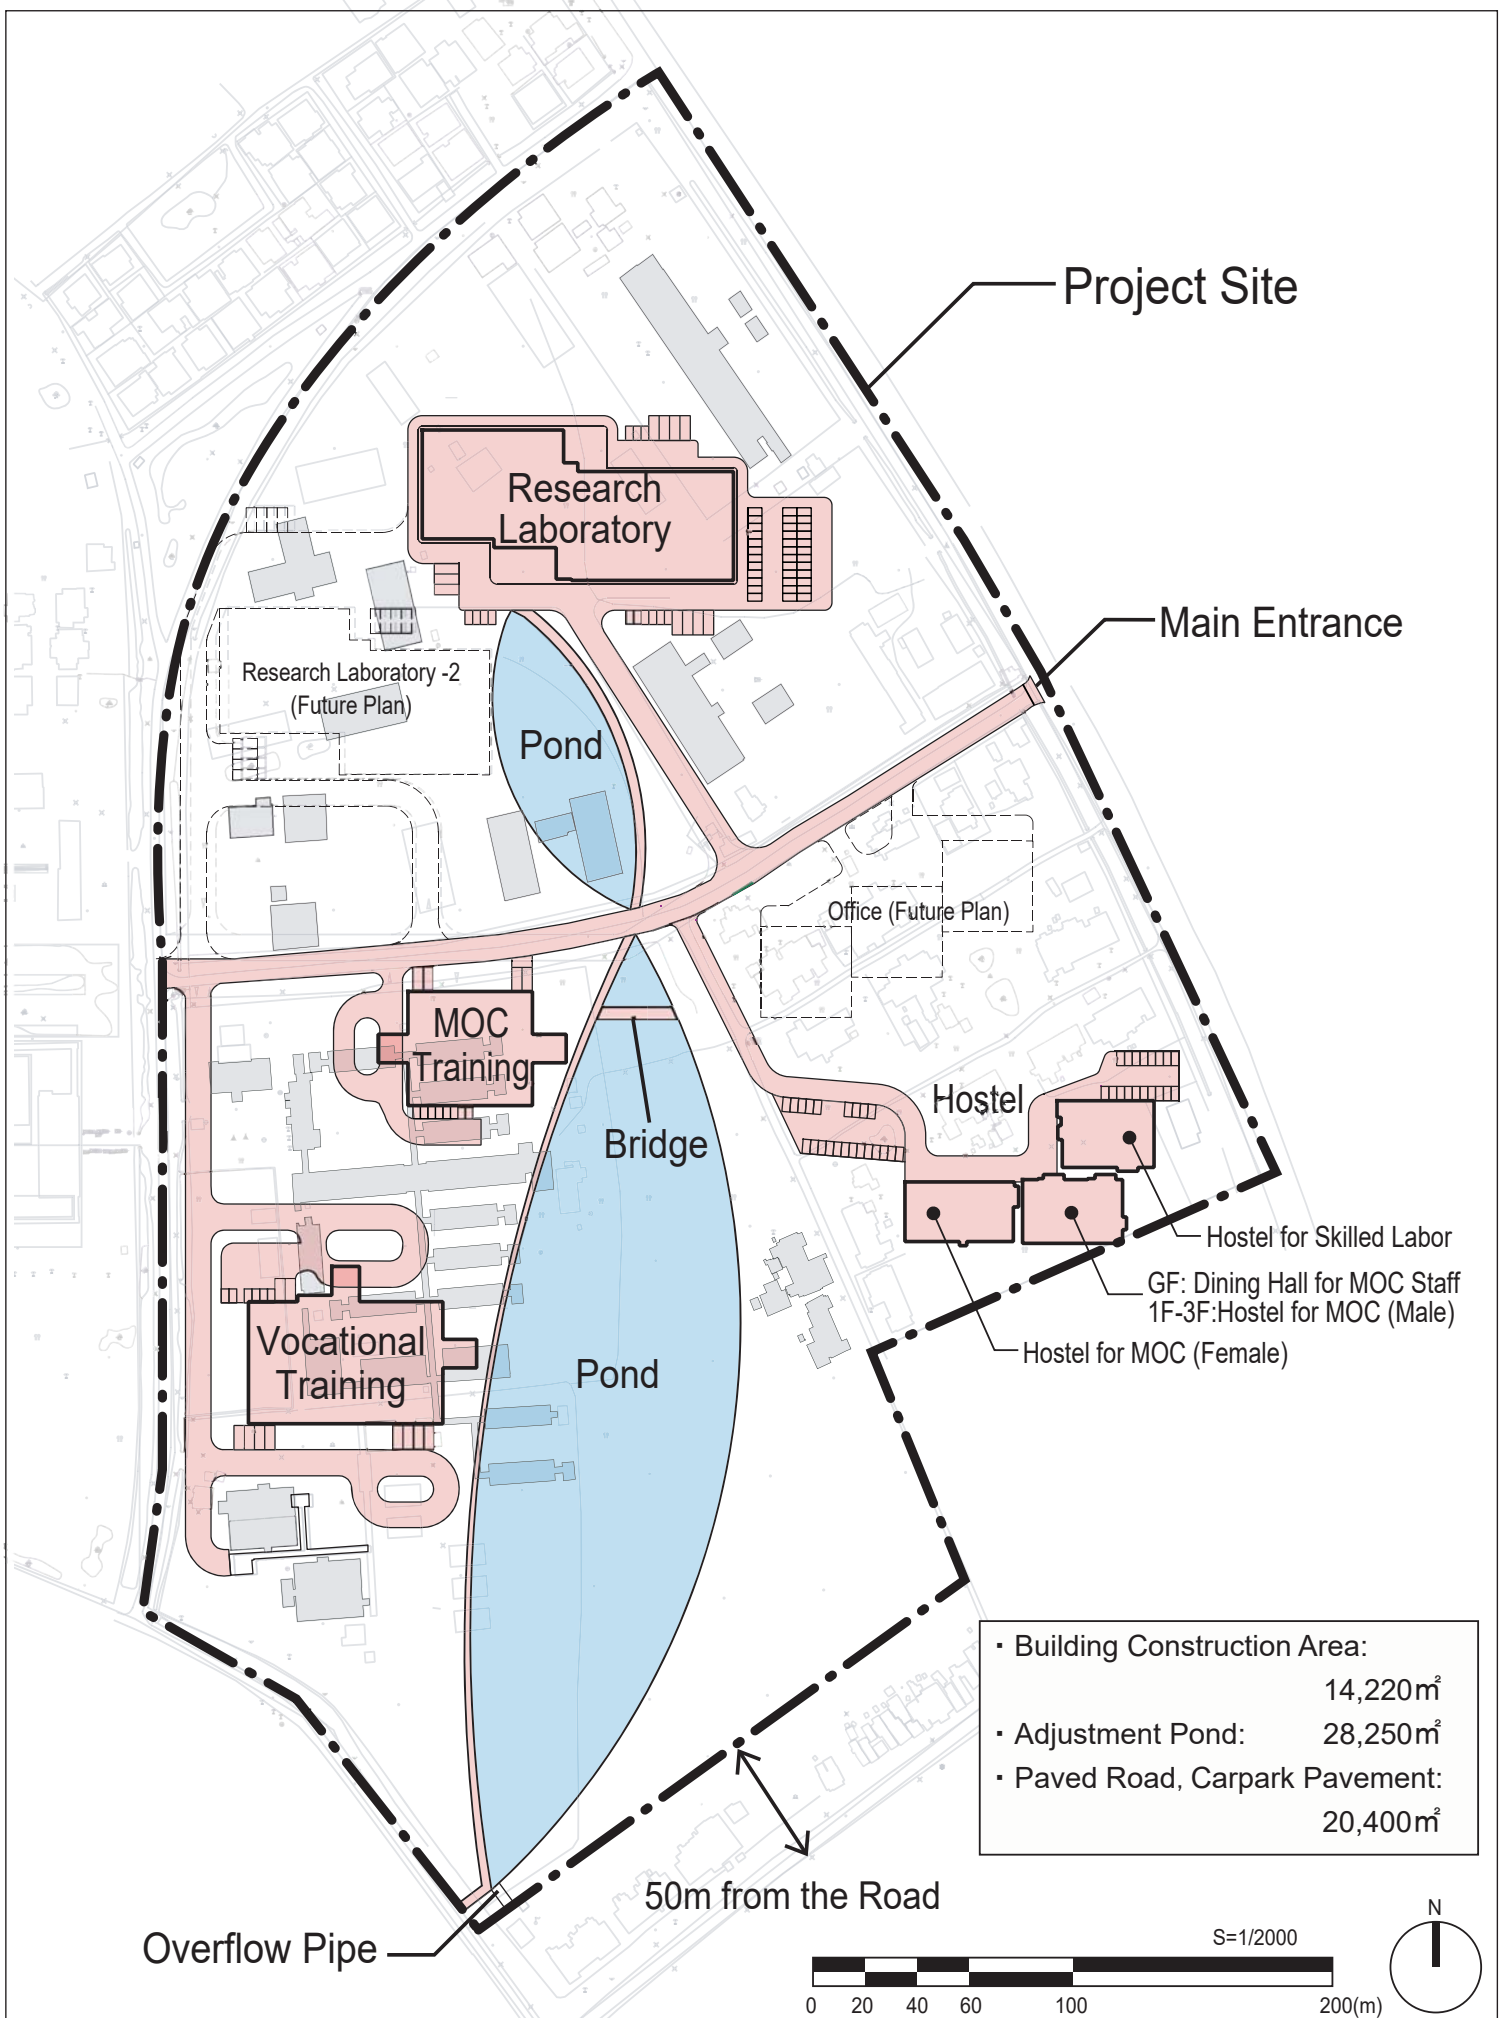 Project Site
Research
Laboratory
Main Entrance
Research Laboratory -2
(Future Plan)
Pond
Office (Future Plan)
MOC
Training
Hostel
Bridge
Hostel for Skilled Labor
GF: Dining Hall for MOC Staff
1F-3F:Hostel for MOC (Male)
Hostel for MOC (Female)
Vocational
Training
Pond
・Building Construction Area:
14,220㎡
・Adjustment Pond: 28,250㎡
・Paved Road, Carpark Pavement:
20,400㎡
50m from the Road
Overflow Pipe
S=1/2000
N
0 20 40 60 100 200(m)